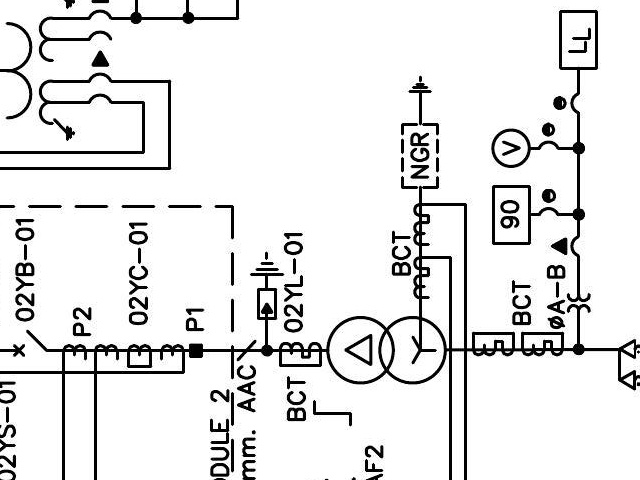 LL
V
NGR
90
02YB-01
P2
02YC-01
P1
02YL-01
BCT
BCT
øA-B
BCT
02YS-01
ODULE 2
mm. AAC
AF2